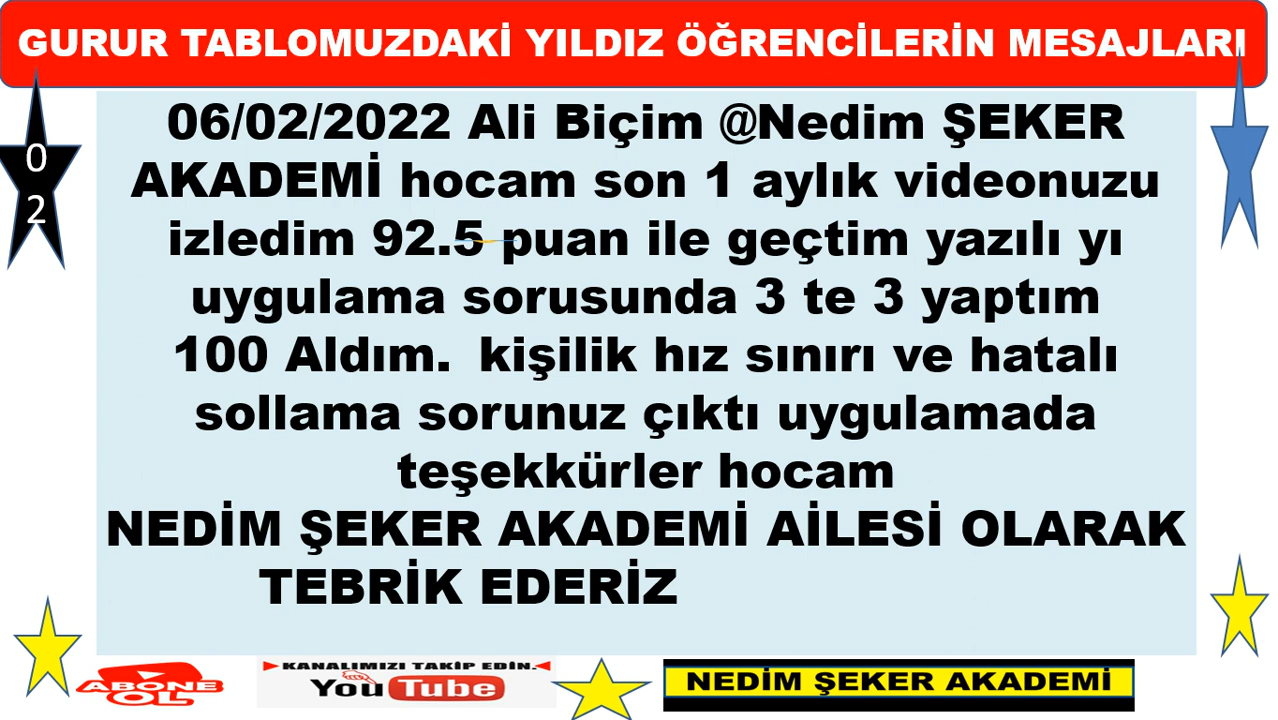 GURUR TABLOMUZDAKİ YILDIZ ÖĞRENCİLERİN MESAJLARI
0
2
06/02/2022 Ali Biçim @Nedim ŞEKER
AKADEMİ hocam son 1 aylık videonuzu
izledim 92.5 puan ile geçtim yazılı yı
uygulama sorusunda 3 te 3 yaptım
100 Aldım. kişilik hız sınırı ve hatalı
sollama sorunuz çıktı uygulamada
teşekkürler hocam
NEDİM ŞEKER AKADEMİ AİLESİ OLARAK
TEBRİK EDERİZ
ABONE
OL
KANALIMIZI TAKİP EDİN.
YouTube
NEDİM ŞEKER AKADEMİ